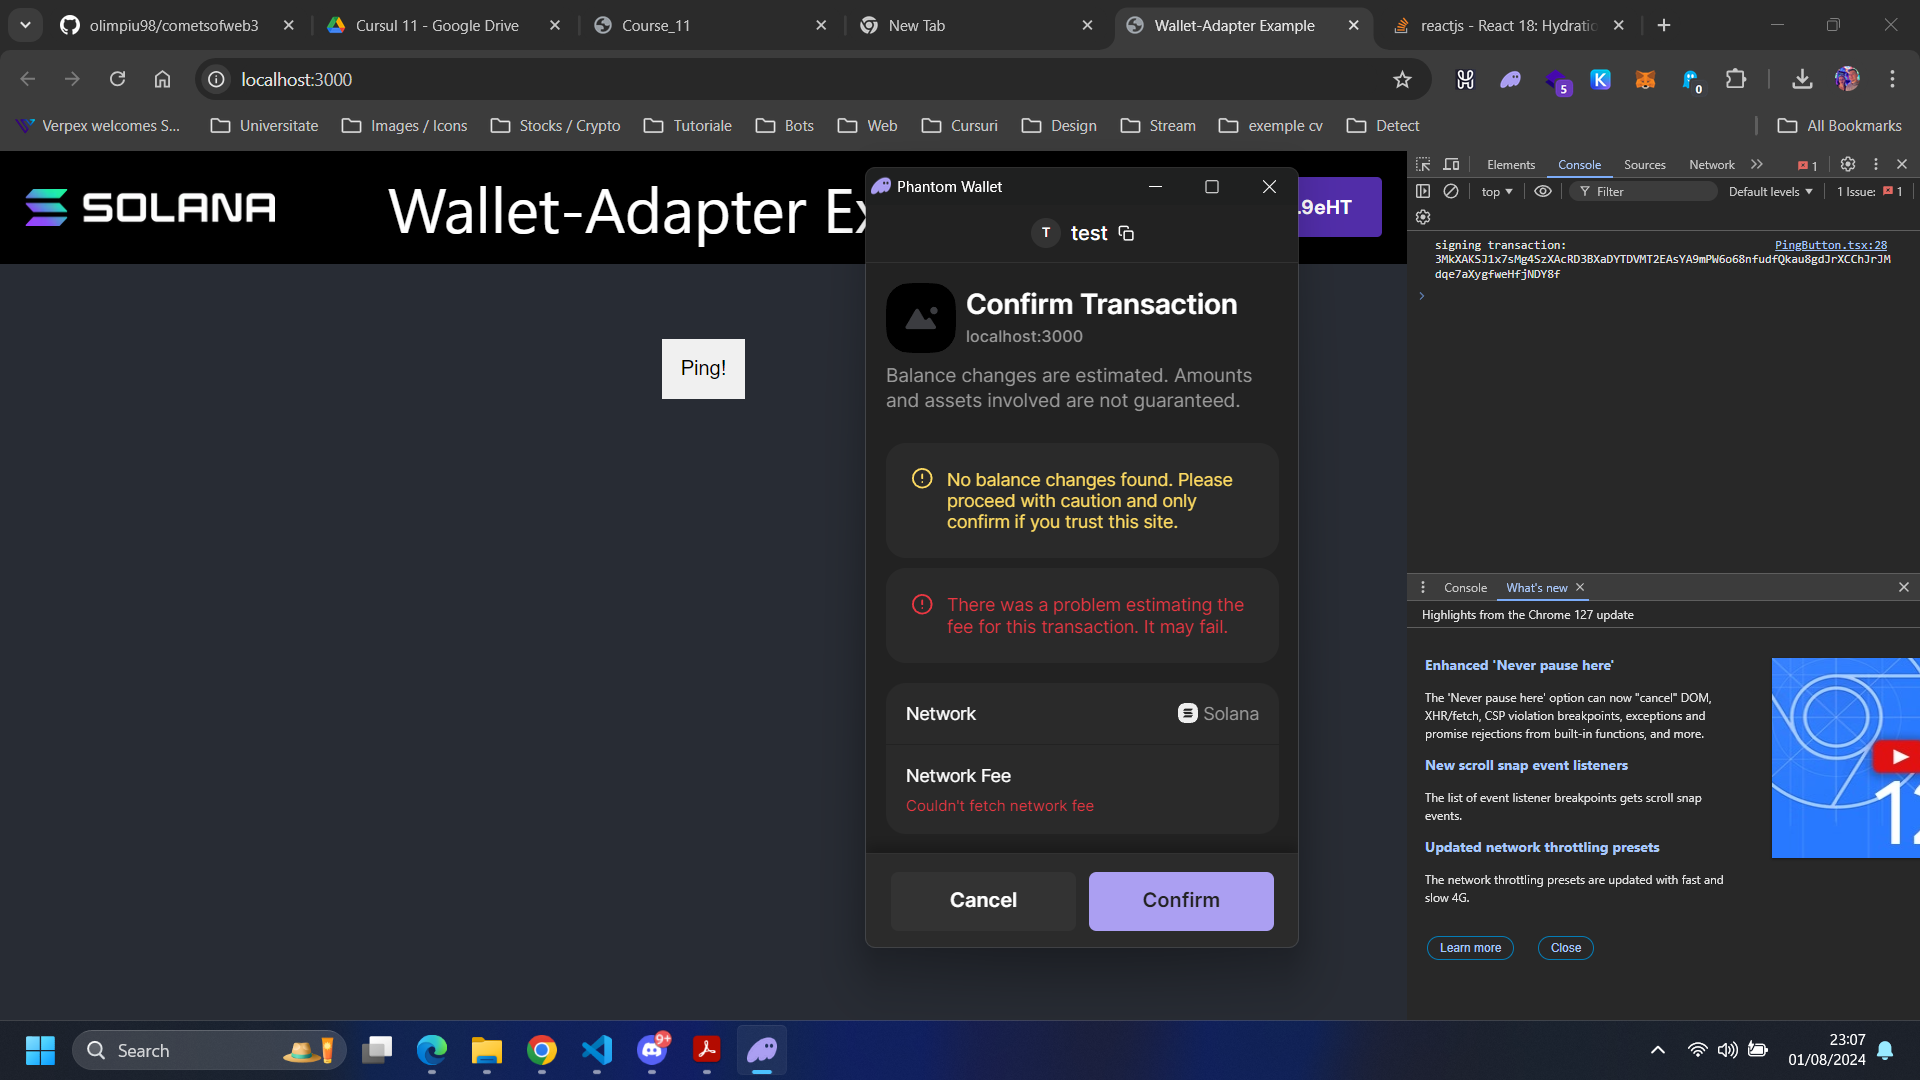 olimpiu98/cometsofweb3
Cursul 11 - Google Drive
Course_11
New Tab
Wallet-Adapter Example
reactjs - React 18: Hydratic
localhost:3000
5
K
0
Verpex welcomes S...
Universitate
Images / Icons
Stocks / Crypto
Tutoriale
Bots
Web
Cursuri
Design
Stream
exemple cv
Detect
All Bookmarks
SOLANA
Wallet-Adapter Ex
.9eHT
Ping!
Phantom Wallet
T test
Confirm Transaction
localhost:3000
Balance changes are estimated. Amounts
and assets involved are not guaranteed.
No balance changes found. Please
proceed with caution and only
confirm if you trust this site.
There was a problem estimating the
fee for this transaction. It may fail.
Network
Solana
Network Fee
Couldn't fetch network fee
Cancel
Confirm
Elements
Console
Sources
Network
1
top
Filter
Default levels
1 Issue: 1
signing transaction:
PingButton.tsx:28
3MkXAKSJ1x7sMg4SzXAcRD3BXaDYTDVMT2EAsYA9mPW6o68nfudfQkau8gdJrXCChJrJM
dqe7aXygfweHfjNDY8f
Console
What's new
Highlights from the Chrome 127 update
Enhanced 'Never pause here'
The 'Never pause here' option can now "cancel" DOM,
XHR/fetch, CSP violation breakpoints, exceptions and
promise rejections from built-in functions, and more.
New scroll snap event listeners
The list of event listener breakpoints gets scroll snap
events.
Updated network throttling presets
The network throttling presets are updated with fast and
slow 4G.
Learn more
Close
Search
9+
23:07
01/08/2024